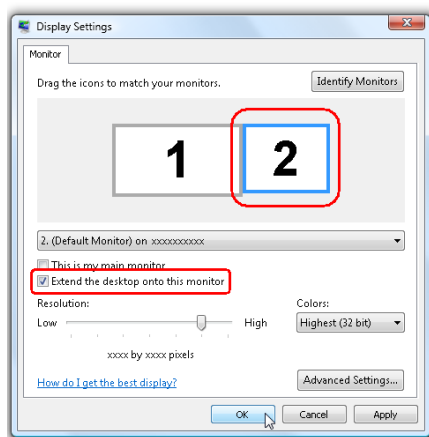 Display Settings
Monitor
Drag the icons to match your monitors.
Identify Monitors
1
2
2. (Default Monitor) on xxxxxxxxxx
This is my main monitor
Extend the desktop onto this monitor
Resolution:
Colors:
Low
High
Highest (32 bit)
xxxx by xxxx pixels
How do I get the best display?
Advanced Settings...
OK
Cancel
Apply